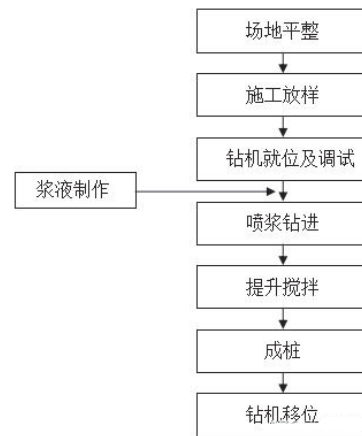 场地平整
施工放样
钻机就位及调试
浆液制作
喷浆钻进
提升搅拌
成桩
钻机移位